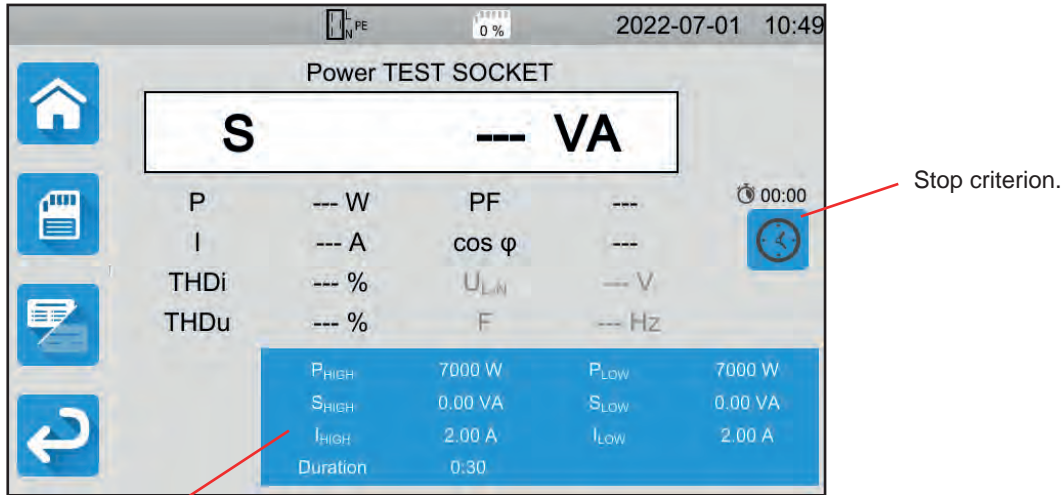 L N PE 0 % 2022-07-01 10:49
Power TEST SOCKET
S --- VA
P --- W PF ---
00:00
Stop criterion.
I --- A cos φ ---
THDi --- % UL-N --- V
THDu --- % F --- Hz
PHIGH 7000 W PLOW 7000 W
SHIGH 0.00 VA SLOW 0.00 VA
IHIGH 2.00 A ILOW 2.00 A
Duration 0:30